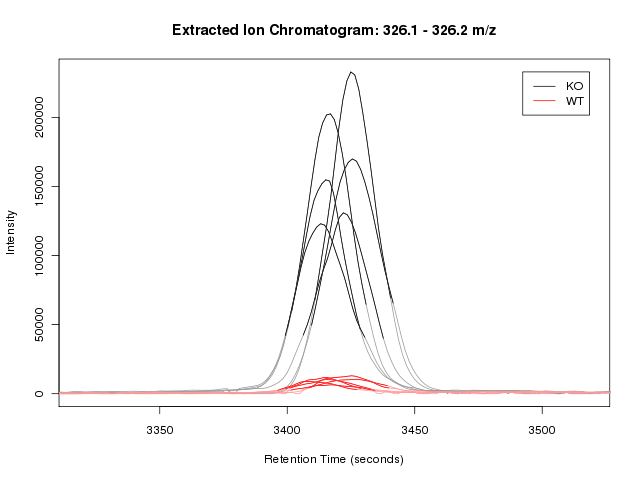 Extracted Ion Chromatogram: 326.1 - 326.2 m/z
KO
WT
Intensity
200000
150000
100000
50000
0
3350
3400
3450
3500
Retention Time (seconds)